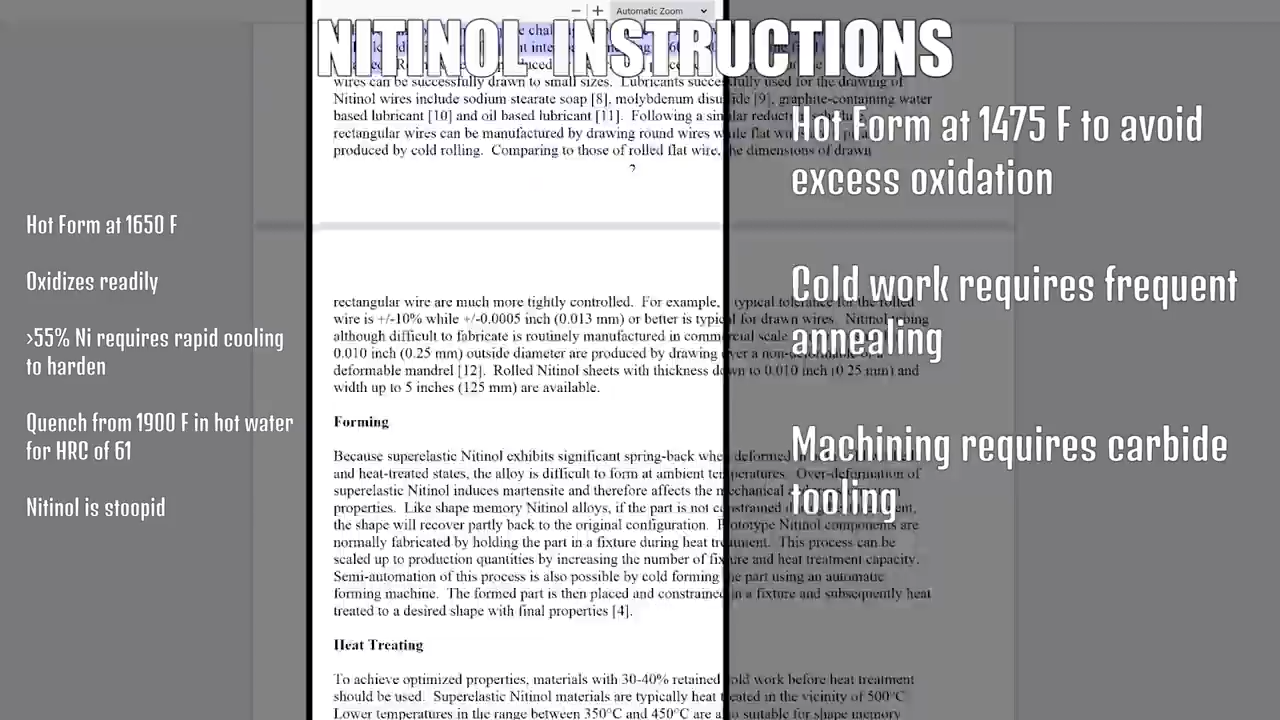 Automatic Zoom
NITINOL INSTRUCTIONS
wires can be successfully drawn to small sizes. Lubricants successfully used for the drawing of
Nitinol wires include sodium stearate soap [8], molybdenum disulfide [9], graphite-containing water
based lubricant [10] and oil based lubricant [11]. Following a similar reduction schedule
rectangular wires can be manufactured by drawing round wires while flat wires
produced by cold rolling. Comparing to those of rolled flat wire, the dimensions of drawn
rectangular wire are much more tightly controlled. For example, typical tolerance for the rolled
wire is +/-10% while +/-0.0005 inch (0.013 mm) or better is typical for drawn wires. Nitinol tubing
although difficult to fabricate is routinely manufactured in commercial scale
0.010 inch (0.25 mm) outside diameter are produced by drawing over a non-deformable or a
deformable mandrel [12]. Rolled Nitinol sheets with thickness down to 0.010 inch (0.25 mm) and
width up to 5 inches (125 mm) are available.
Forming
Because superelastic Nitinol exhibits significant spring-back when deformed
and heat-treated states, the alloy is difficult to form at ambient temperatures. Over-deformation of
superelastic Nitinol induces martensite and therefore affects the mechanical
properties. Like shape memory Nitinol alloys, if the part is not constrained
the shape will recover partly back to the original configuration. Prototype Nitinol components are
normally fabricated by holding the part in a fixture during heat treatment. This process can be
scaled up to production quantities by increasing the number of fixture and heat treatment capacity.
Semi-automation of this process is also possible by cold forming the part using an automatic
forming machine. The formed part is then placed and constrained in a fixture and subsequently heat
treated to a desired shape with final properties [4].
Heat Treating
To achieve optimized properties, materials with 30-40% retained cold work before heat treatment
should be used. Superelastic Nitinol materials are typically heat treated in the vicinity of 500°C
Lower temperatures in the range between 350°C and 450°C are also suitable for shape memory
Hot Form at 1650 F
Oxidizes readily
>55% Ni requires rapid cooling
to harden
Quench from 1900 F in hot water
for HRC of 61
Nitinol is stoopid
Hot Form at 1475 F to avoid
excess oxidation
Cold work requires frequent
annealing
Machining requires carbide
tooling